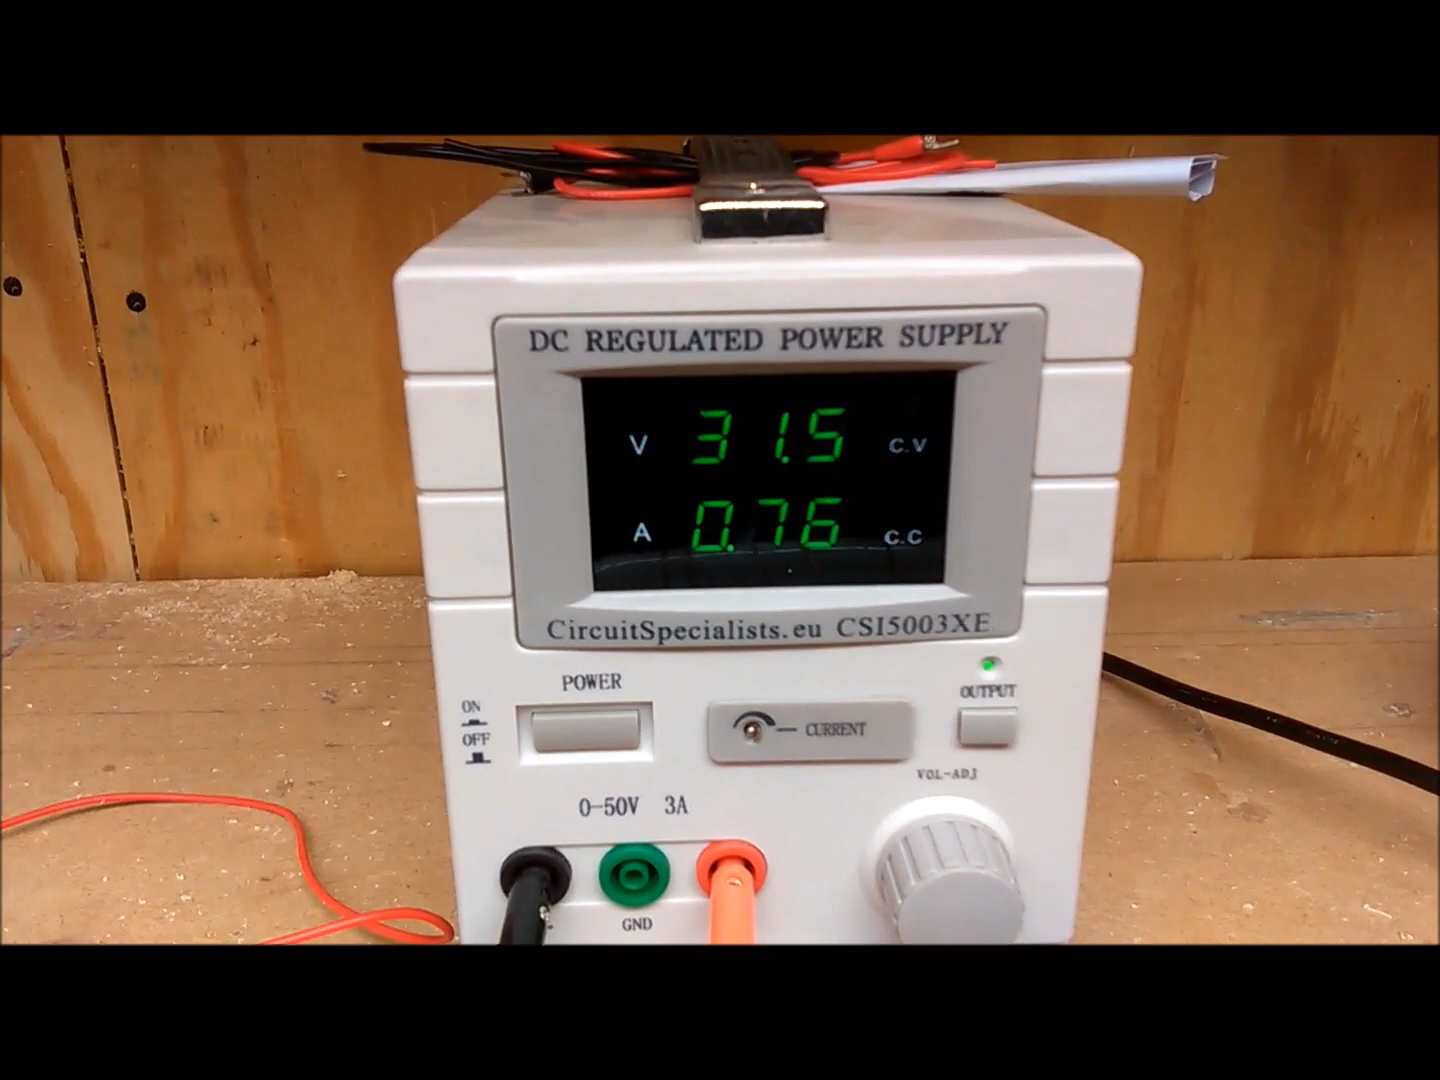 DC REGULATED POWER SUPPLY
V 31.5 C.V
A 0.76 C.C
CircuitSpecialists.eu CSI5003XE
POWER
ON
OFF
CURRENT
OUTPUT
VOL-ADJ
0-50V 3A
GND